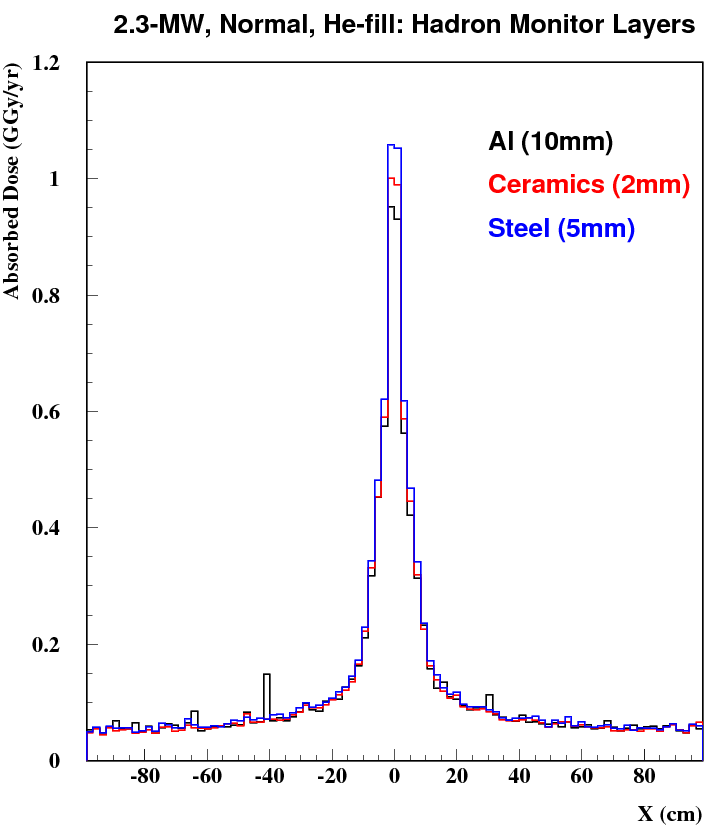 2.3-MW, Normal, He-fill: Hadron Monitor Layers
Absorbed Dose (GGy/yr)
1.2
1
0.8
0.6
0.4
0.2
0
Al (10mm)
Ceramics (2mm)
Steel (5mm)
-80 -60 -40 -20 0 20 40 60 80
X (cm)